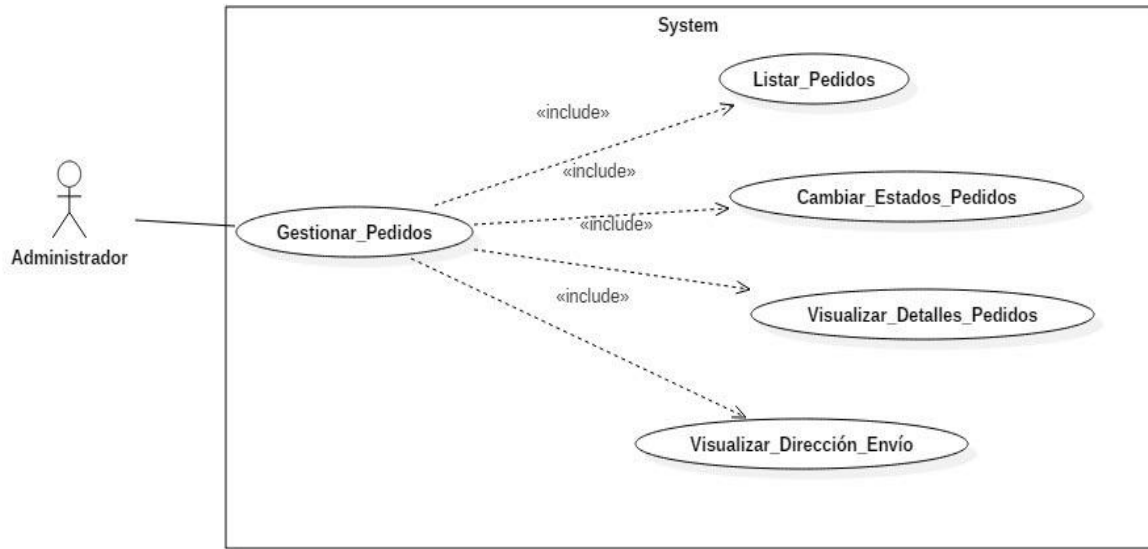 System
Listar_Pedidos
«include»
«include»
Cambiar_Estados_Pedidos
«include»
Gestionar_Pedidos
Administrador
«include»
Visualizar_Detalles_Pedidos
Visualizar_Dirección_Envío